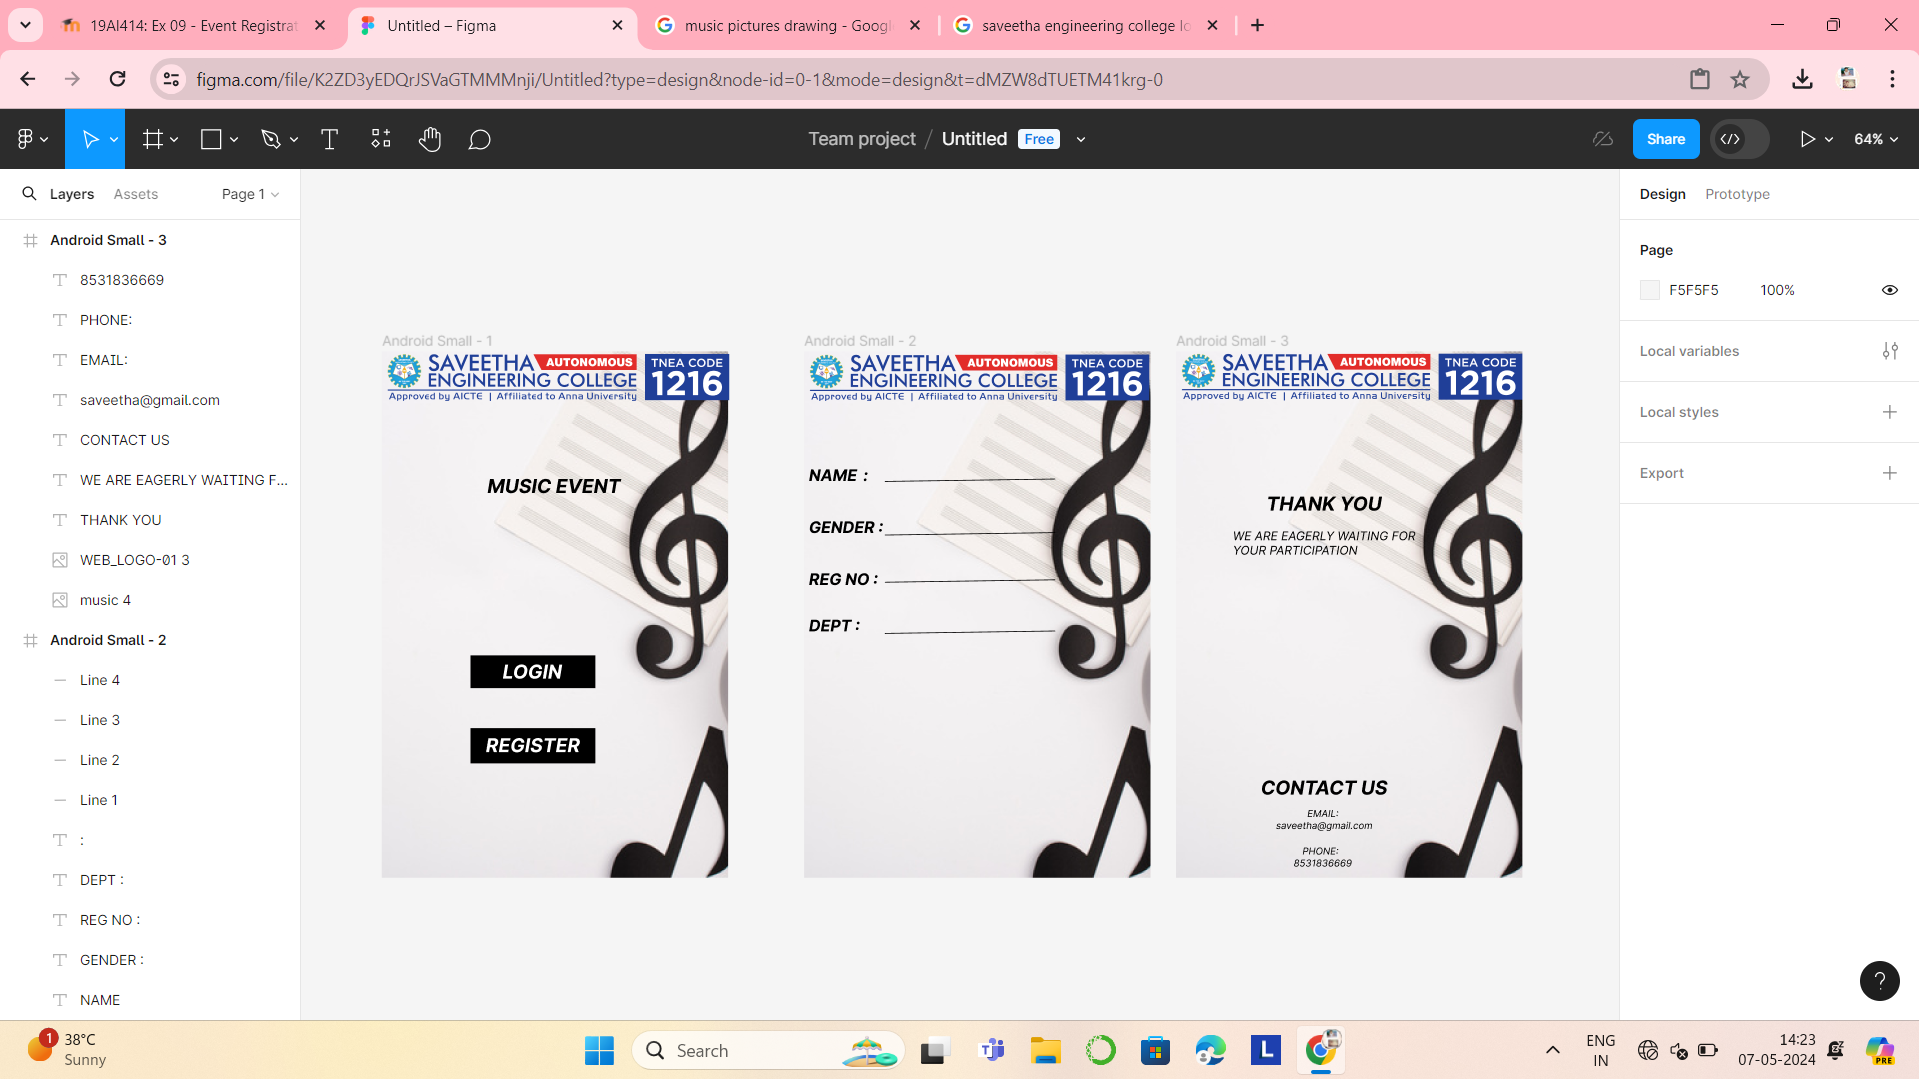 19AI414: Ex 09 - Event Registrat
Untitled – Figma
music pictures drawing - Googl
saveetha engineering college lo
figma.com/file/K2ZD3yEDQrJSVaGTMMMnji/Untitled?type=design&node-id=0-1&mode=design&t=dMZW8dTUETM41krg-0
Team project / Untitled Free
Share
64%
Layers Assets Page 1
Android Small - 3
8531836669
PHONE:
EMAIL:
saveetha@gmail.com
CONTACT US
WE ARE EAGERLY WAITING F...
THANK YOU
WEB_LOGO-01 3
music 4
Android Small - 2
Line 4
Line 3
Line 2
Line 1
:
DEPT :
REG NO :
GENDER :
NAME
Android Small - 1
SAVEETHA AUTONOMOUS
ENGINEERING COLLEGE
Approved by AICTE | Affiliated to Anna University
TNEA CODE
1216
MUSIC EVENT
LOGIN
REGISTER
Android Small - 2
SAVEETHA AUTONOMOUS
ENGINEERING COLLEGE
Approved by AICTE | Affiliated to Anna University
TNEA CODE
1216
NAME :
GENDER :
REG NO :
DEPT :
Android Small - 3
SAVEETHA AUTONOMOUS
ENGINEERING COLLEGE
Approved by AICTE | Affiliated to Anna University
TNEA CODE
1216
THANK YOU
WE ARE EAGERLY WAITING FOR
YOUR PARTICIPATION
CONTACT US
EMAIL:
saveetha@gmail.com
PHONE:
8531836669
Design Prototype
Page
F5F5F5 100%
Local variables
Local styles
Export
?
1
38°C
Sunny
Search
L
ENG
IN
14:23
07-05-2024
PRE